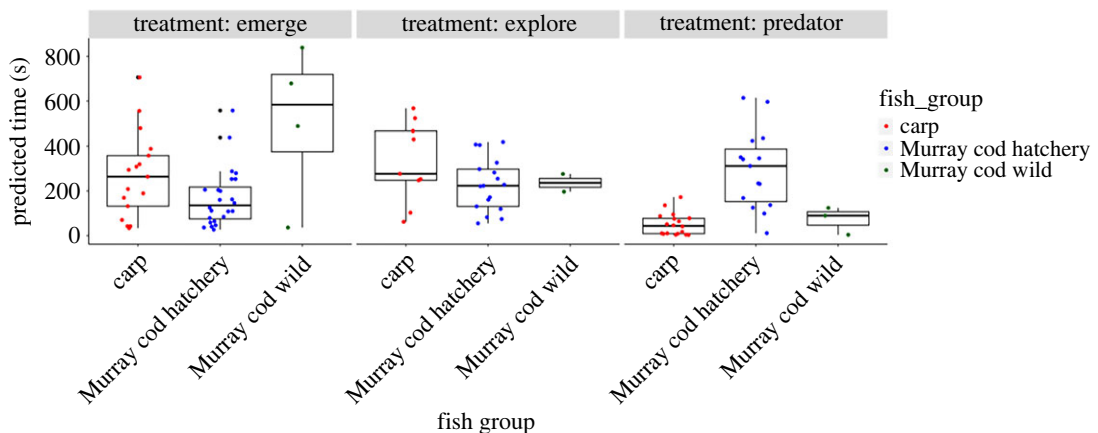 treatment: emerge
treatment: explore
treatment: predator
predicted time (s)
800
600
400
200
0
carp
Murray cod hatchery
Murray cod wild
carp
Murray cod hatchery
Murray cod wild
carp
Murray cod hatchery
Murray cod wild
fish group
fish_group
carp
Murray cod hatchery
Murray cod wild